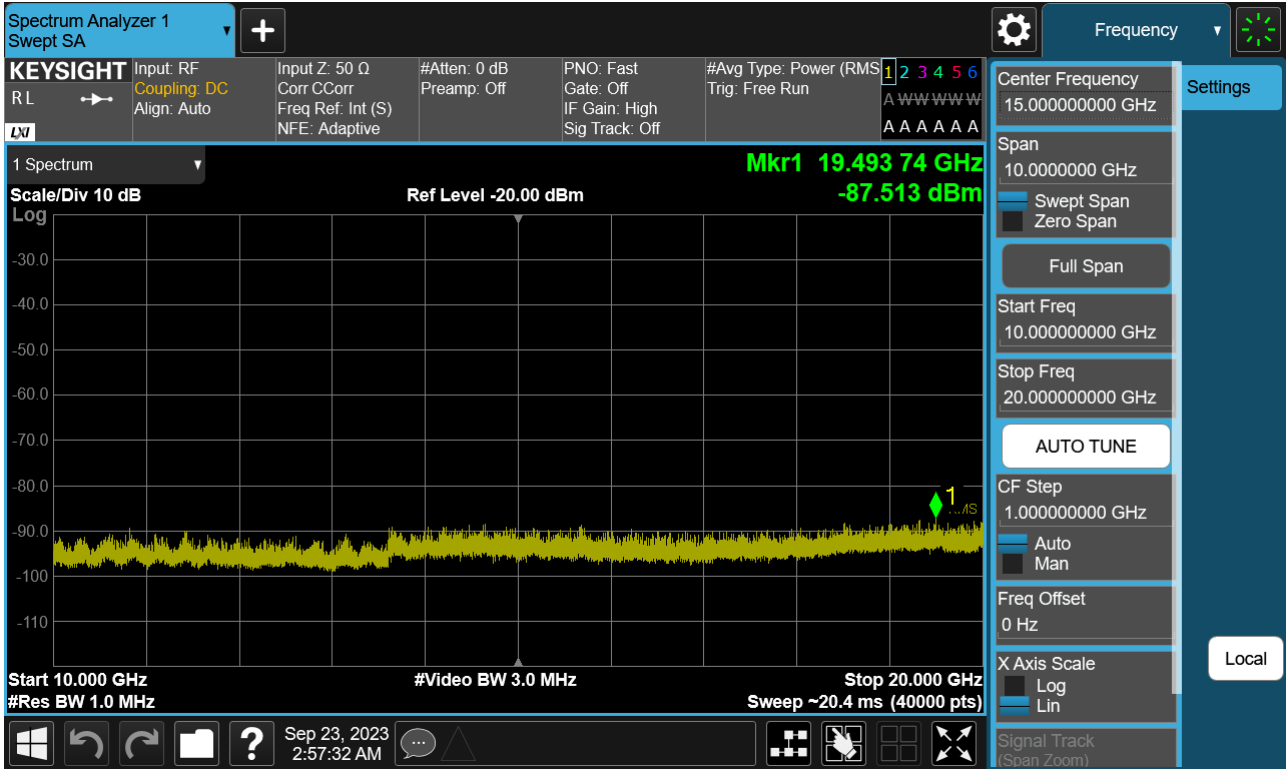 Spectrum Analyzer 1
Swept SA
Frequency
KEYSIGHT
R L
LXI
Input: RF
Coupling: DC
Align: Auto
Input Z: 50 Ω
Corr CCorr
Freq Ref: Int (S)
NFE: Adaptive
#Atten: 0 dB
Preamp: Off
PNO: Fast
Gate: Off
IF Gain: High
Sig Track: Off
#Avg Type: Power (RMS
Trig: Free Run
1 2 3 4 5 6
A W W W W W
A A A A A A
1 Spectrum
Scale/Div 10 dB
Log
Ref Level -20.00 dBm
Mkr1 19.493 74 GHz
-87.513 dBm
-30.0
-40.0
-50.0
-60.0
-70.0
-80.0
-90.0
-100
-110
1
RMS
Start 10.000 GHz
#Res BW 1.0 MHz
#Video BW 3.0 MHz
Stop 20.000 GHz
Sweep ~20.4 ms (40000 pts)
Center Frequency
15.000000000 GHz
Span
10.0000000 GHz
Swept Span
Zero Span
Full Span
Start Freq
10.000000000 GHz
Stop Freq
20.000000000 GHz
AUTO TUNE
CF Step
1.000000000 GHz
Auto
Man
Freq Offset
0 Hz
X Axis Scale
Log
Lin
Signal Track
(Span Zoom)
Settings
Local
?
Sep 23, 2023
2:57:32 AM